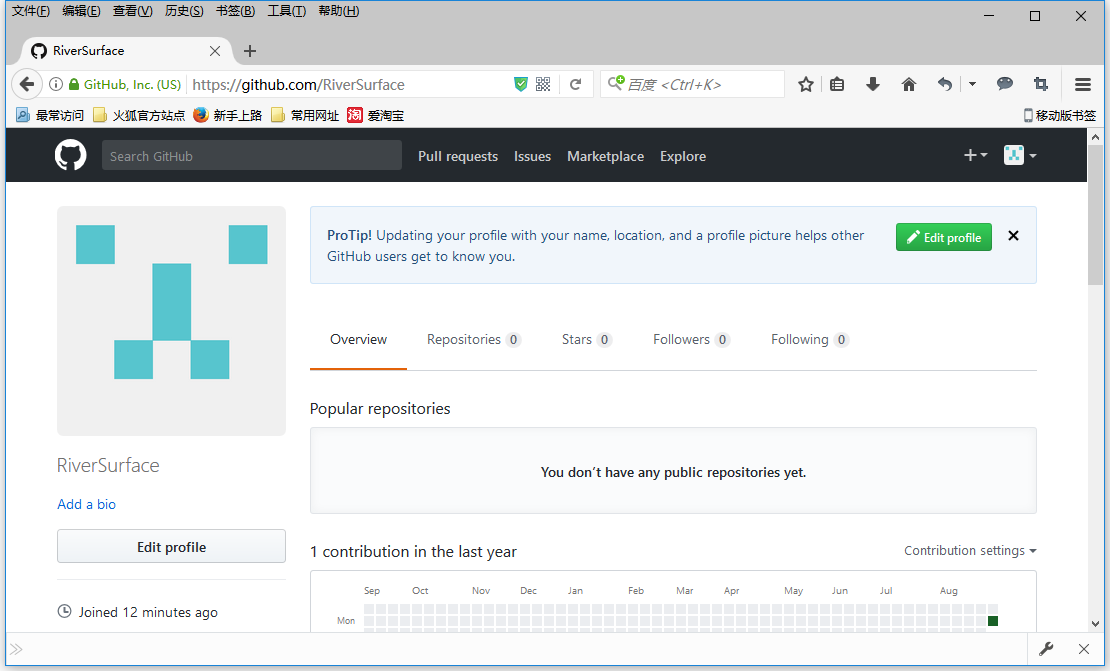 文件(F) 编辑(E) 查看(V) 历史(S) 书签(B) 工具(T) 帮助(H)
RiverSurface
GitHub, Inc. (US) https://github.com/RiverSurface 百度 <Ctrl+K>
最常访问 火狐官方站点 新手上路 常用网址 淘 爱淘宝 移动版书签
Search GitHub Pull requests Issues Marketplace Explore
ProTip! Updating your profile with your name, location, and a profile picture helps other
GitHub users get to know you.
Edit profile
Overview Repositories 0 Stars 0 Followers 0 Following 0
Popular repositories
You don’t have any public repositories yet.
RiverSurface
Add a bio
Edit profile
Joined 12 minutes ago
1 contribution in the last year Contribution settings
Sep Oct Nov Dec Jan Feb Mar Apr May Jun Jul Aug
Mon